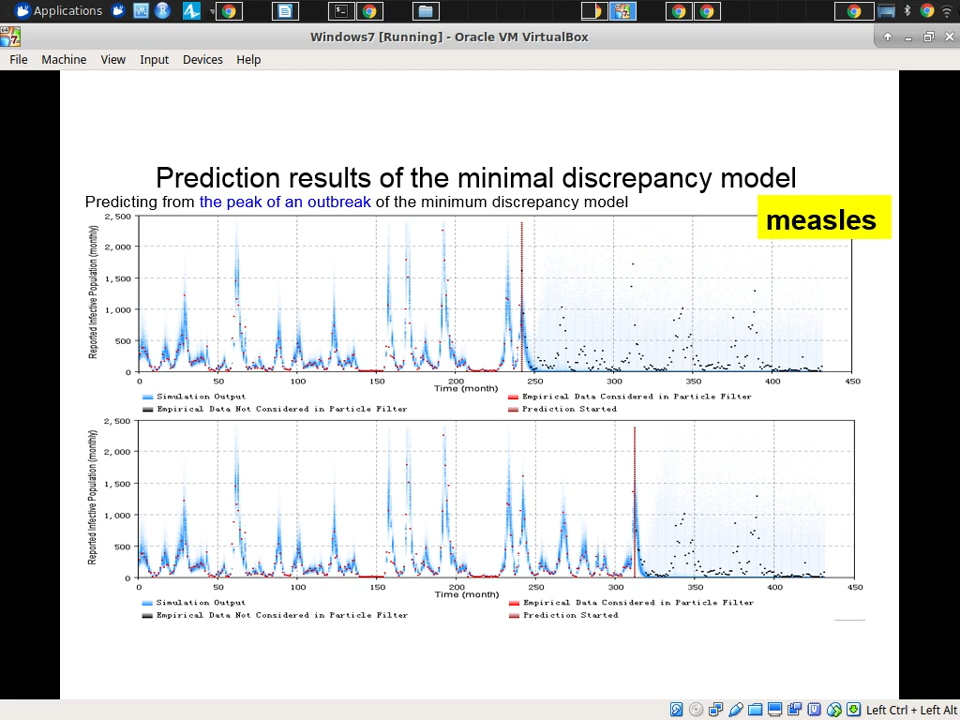 Applications
Windows7 [Running] - Oracle VM VirtualBox
File Machine View Input Devices Help
Prediction results of the minimal discrepancy model
Predicting from the peak of an outbreak of the minimum discrepancy model
measles
Reported Infective Population (monthly)
2,500
2,000
1,500
1,000
500
0
0 50 100 150 200 250 300 350 400 450
Time (month)
Simulation Output
Empirical Data Considered in Particle Filter
Empirical Data Not Considered in Particle Filter
Prediction Started
Reported Infective Population (monthly)
2,500
2,000
1,500
1,000
500
0
0 50 100 150 200 250 300 350 400 450
Time (month)
Simulation Output
Empirical Data Considered in Particle Filter
Empirical Data Not Considered in Particle Filter
Prediction Started
Left Ctrl + Left Alt